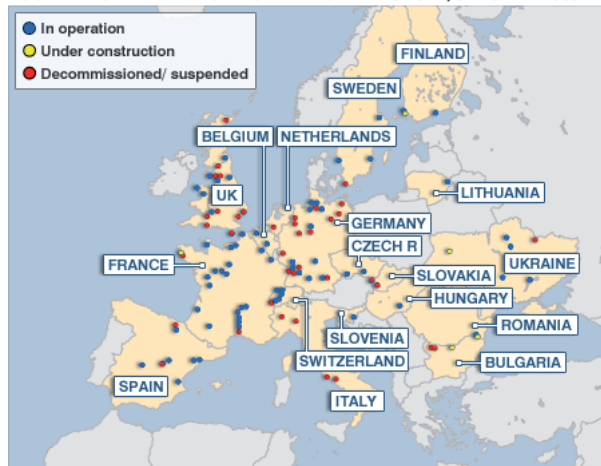 In operation
Under construction
Decommissioned/ suspended
FINLAND
SWEDEN
BELGIUM
NETHERLANDS
LITHUANIA
UK
GERMANY
CZECH R
FRANCE
SLOVAKIA
UKRAINE
HUNGARY
ROMANIA
SLOVENIA
SWITZERLAND
BULGARIA
SPAIN
ITALY